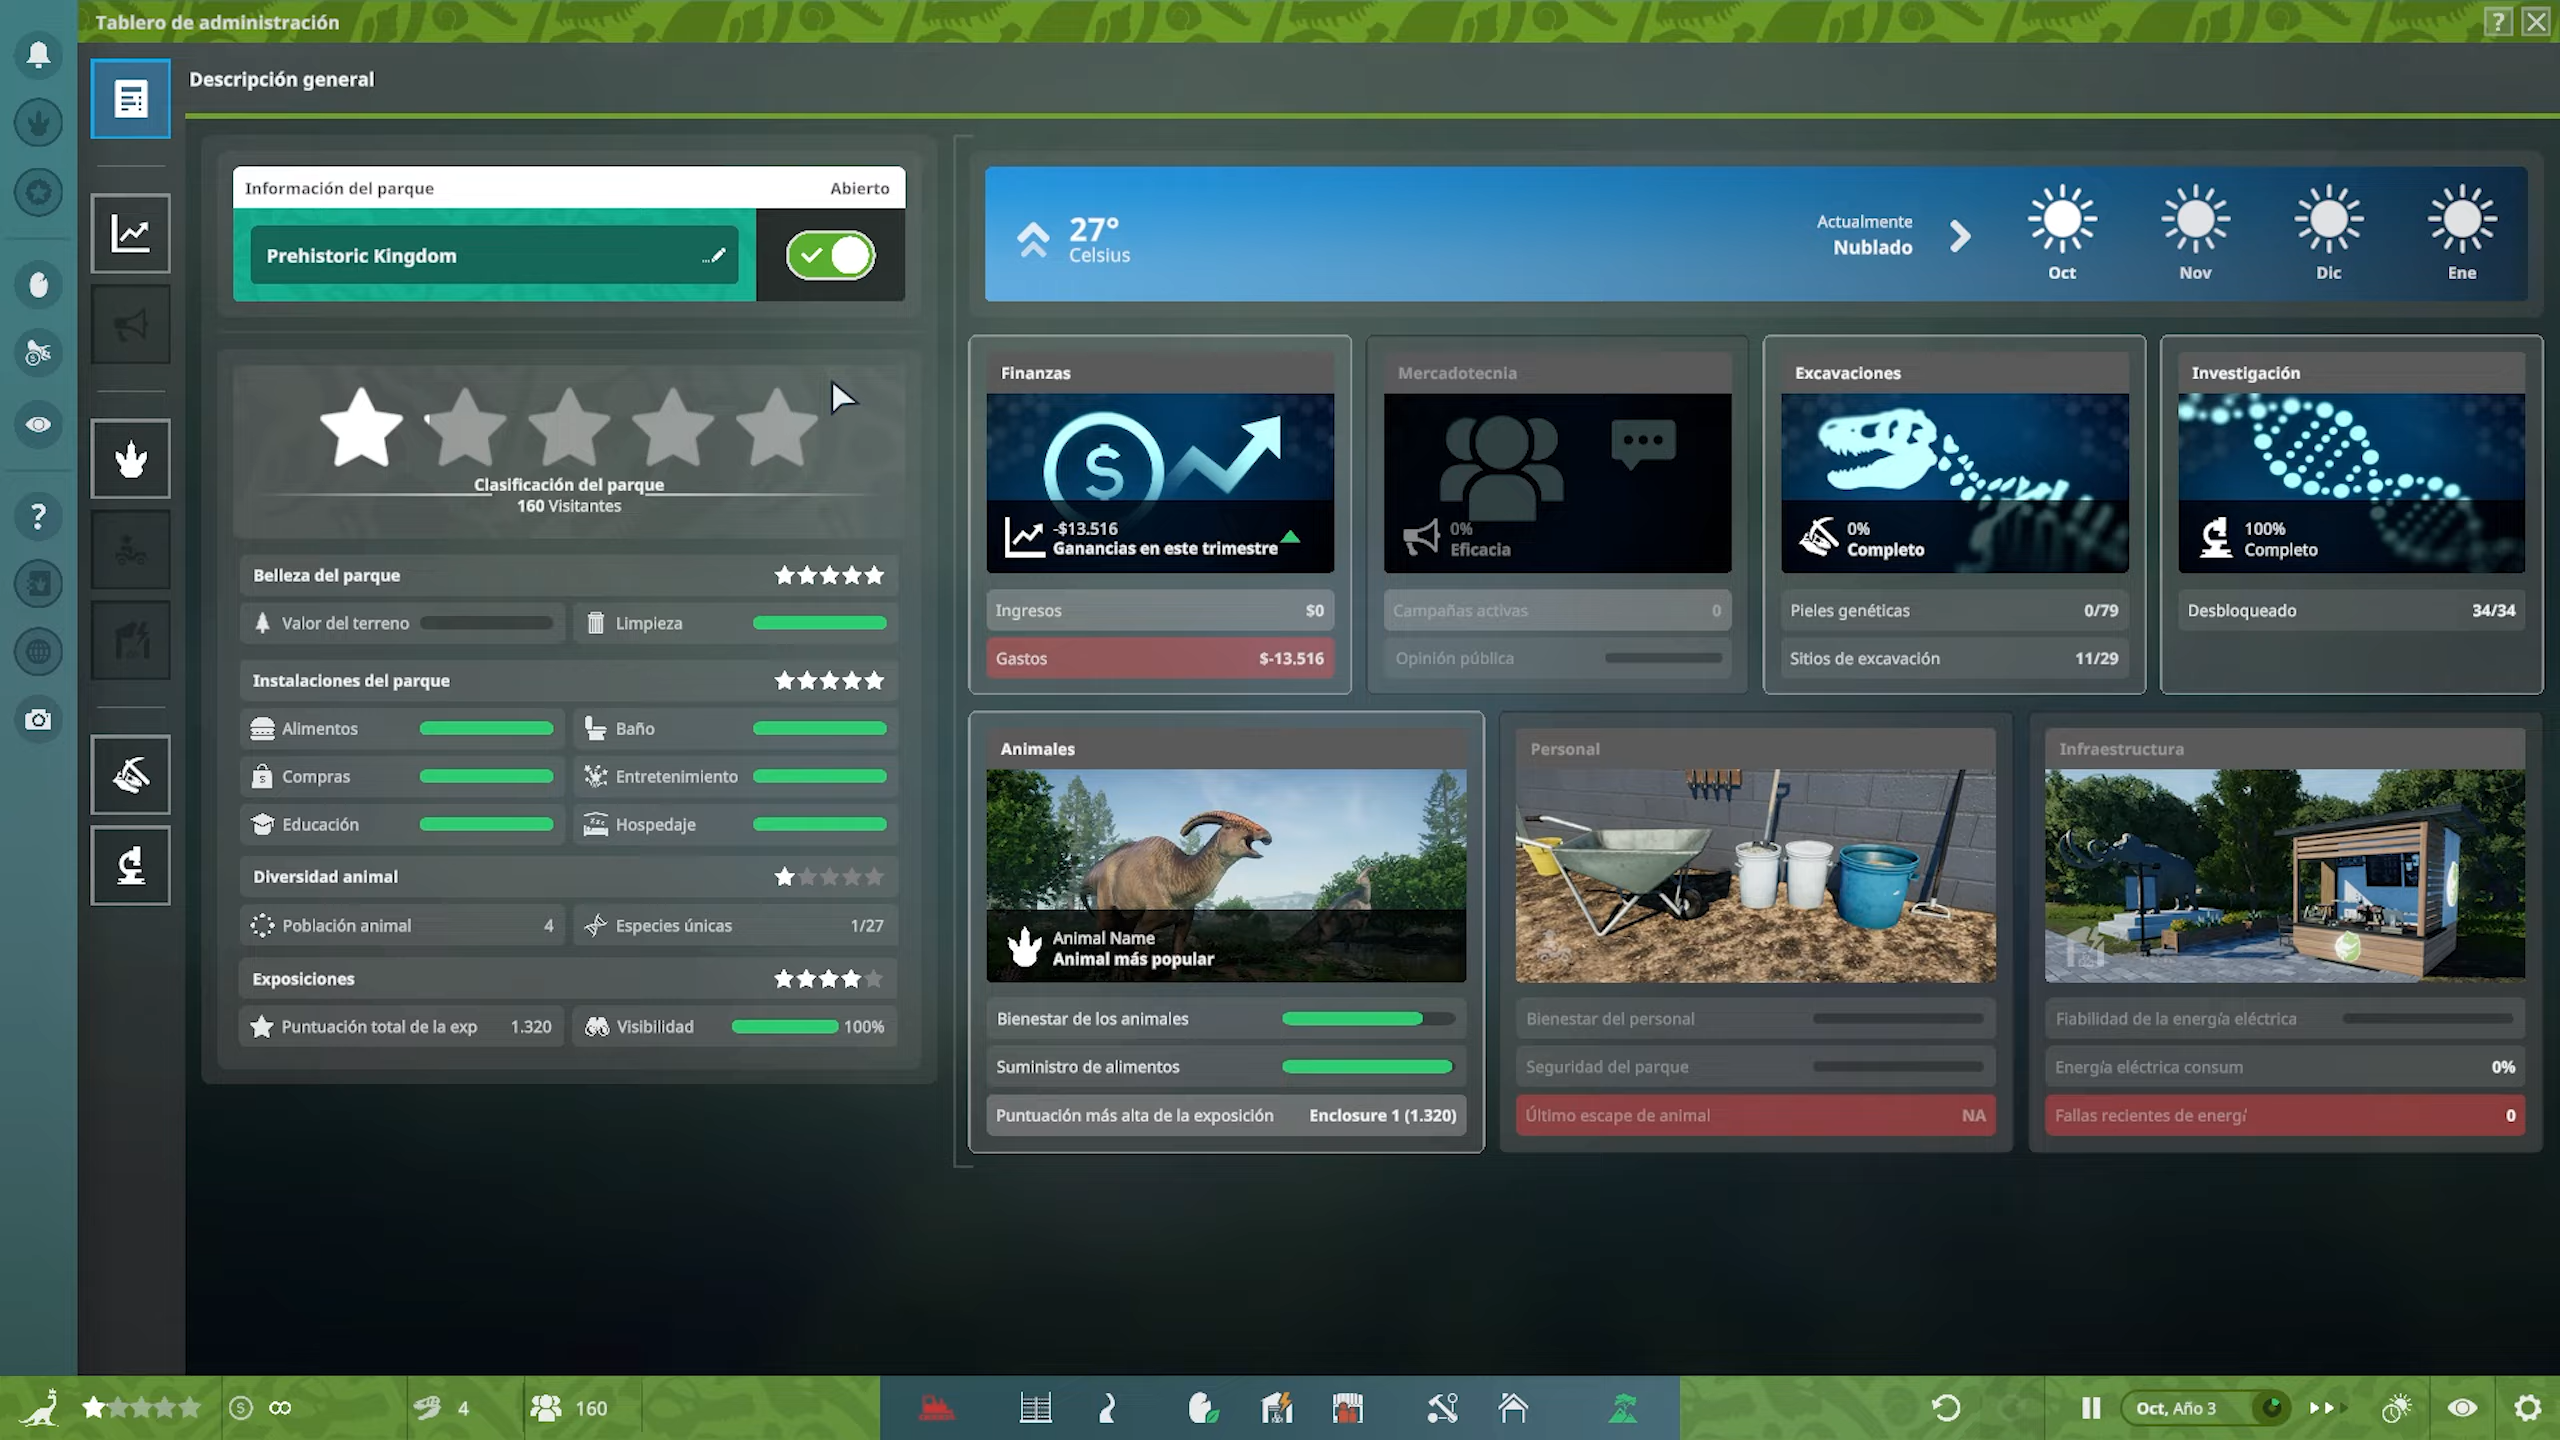 Tablero de administración
Descripción general
Información del parque
Abierto
Prehistoric Kingdom
Clasificación del parque
160 Visitantes
Belleza del parque
Valor del terreno
Limpieza
Instalaciones del parque
Alimentos
Baño
Compras
Entretenimiento
Educación
Hospedaje
Diversidad animal
Población animal 4
Especies únicas 1/27
Exposiciones
Puntuación total de la exp 1.320
Visibilidad 100%
27°
Celsius
Actualmente
Nublado
Oct
Nov
Dic
Ene
Finanzas
-$13.516
Ganancias en este trimestre
Ingresos $0
Gastos $-13.516
Mercadotecnia
0%
Eficacia
Campañas activas 0
Opinión pública
Excavaciones
0%
Completo
Pieles genéticas 0/79
Sitios de excavación 11/29
Investigación
100%
Completo
Desbloqueado 34/34
Animales
Animal Name
Animal más popular
Bienestar de los animales
Suministro de alimentos
Puntuación más alta de la exposición Enclosure 1 (1.320)
Personal
Bienestar del personal
Seguridad del parque
Último escape de animal NA
Infraestructura
Fiabilidad de la energía eléctrica
Energía eléctrica consum 0%
Fallas recientes de energí 0
4
160
Oct, Año 3